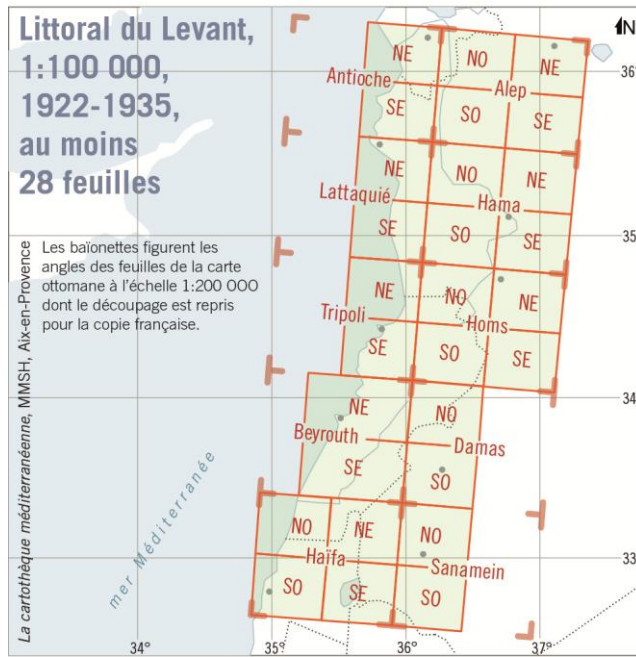 Littoral du Levant,
1:100 000,
1922-1935,
au moins
28 feuilles
Les baïonettes figurent les
angles des feuilles de la carte
ottomane à l'échelle 1:200 000
dont le découpage est repris
pour la copie française.
La cartothèque méditerranéenne, MMSH, Aix-en-Provence
mer Méditerranée
N
NE NO NE
36°
Antioche Alep
SE SO SE
NE NO NE
Lattaquié Hama
35°
SE SO SE
NE NO NE
Tripoli Homs
SE SO SE
34°
NE NO
Beyrouth Damas
SE SO
NO NE NO
33°
Haïfa Sanamein
SO SE SO
34° 35° 36° 37°